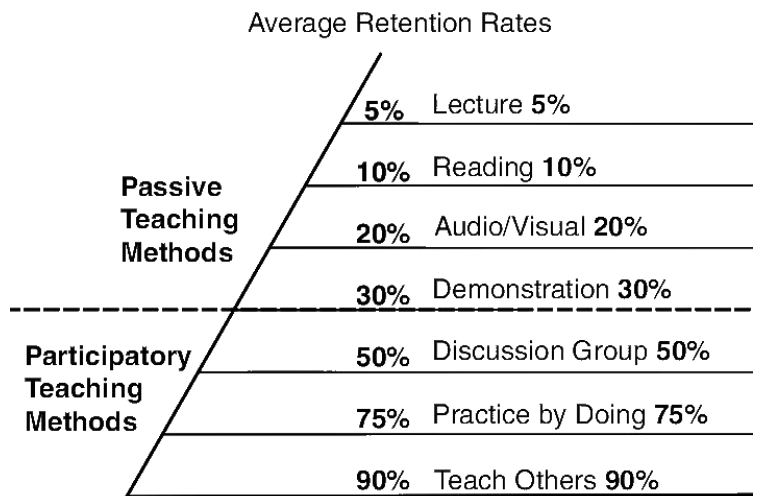 Average Retention Rates
5% Lecture 5%
10% Reading 10%
20% Audio/Visual 20%
30% Demonstration 30%
Passive
Teaching
Methods
50% Discussion Group 50%
75% Practice by Doing 75%
90% Teach Others 90%
Participatory
Teaching
Methods